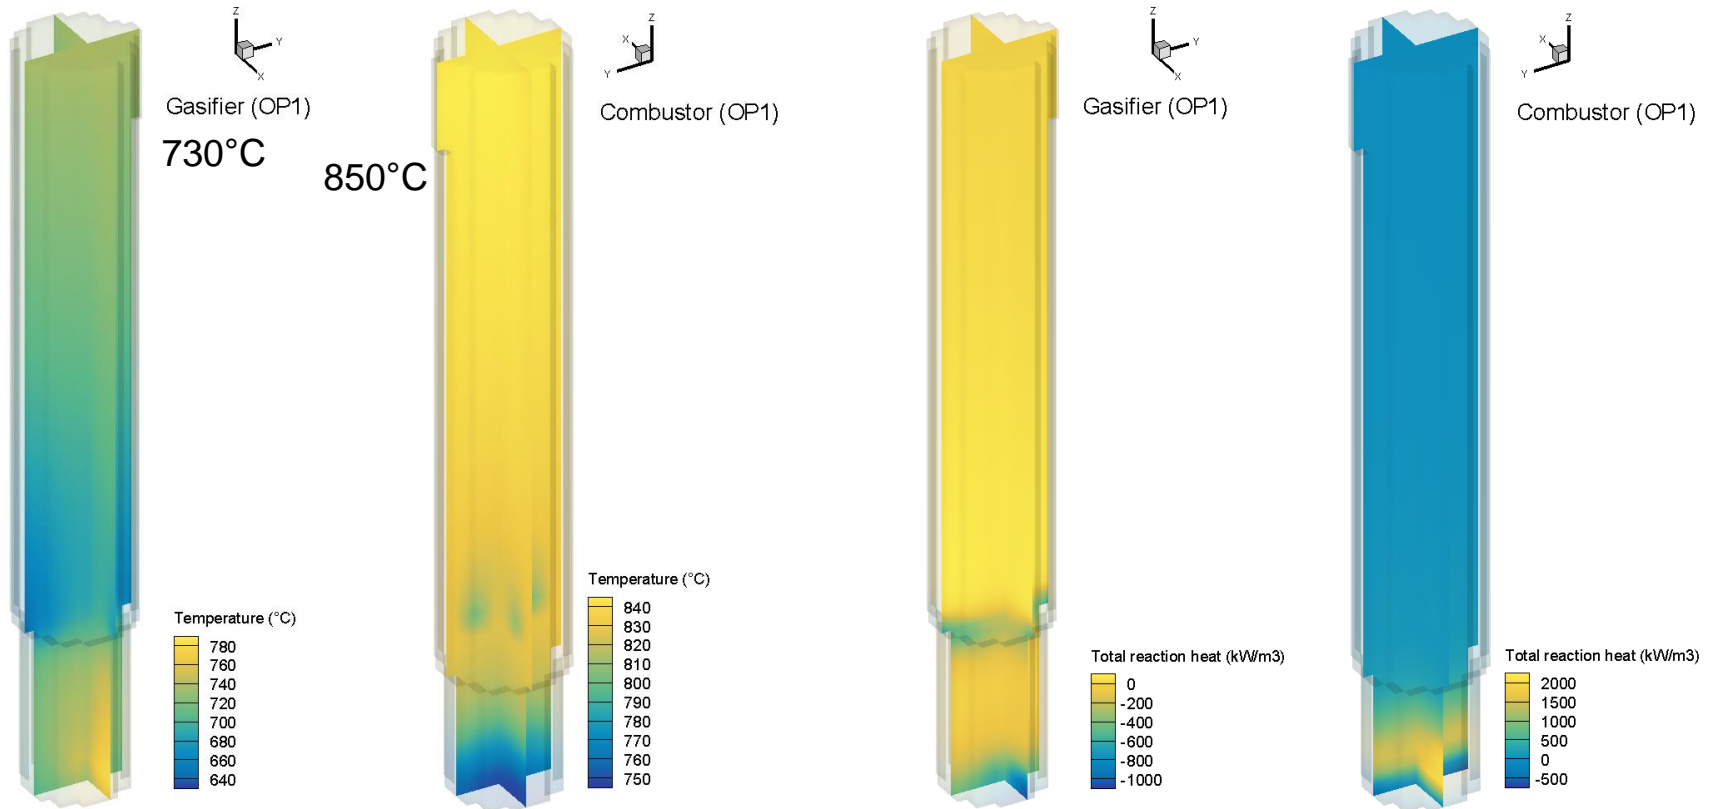 Z
Y
X
Gasifier (OP1)
730°C
Temperature (°C)
780
760
740
720
700
680
660
640
Z
X
Y
Combustor (OP1)
850°C
Temperature (°C)
840
830
820
810
800
790
780
770
760
750
Z
Y
X
Gasifier (OP1)
Total reaction heat (kW/m3)
0
-200
-400
-600
-800
-1000
Z
X
Y
Combustor (OP1)
Total reaction heat (kW/m3)
2000
1500
1000
500
0
-500